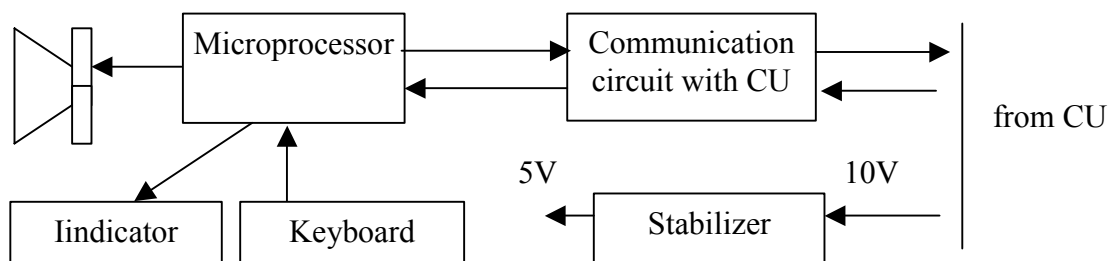 Microprocessor
Communication
circuit with CU
from CU
5V
10V
Iindicator
Keyboard
Stabilizer